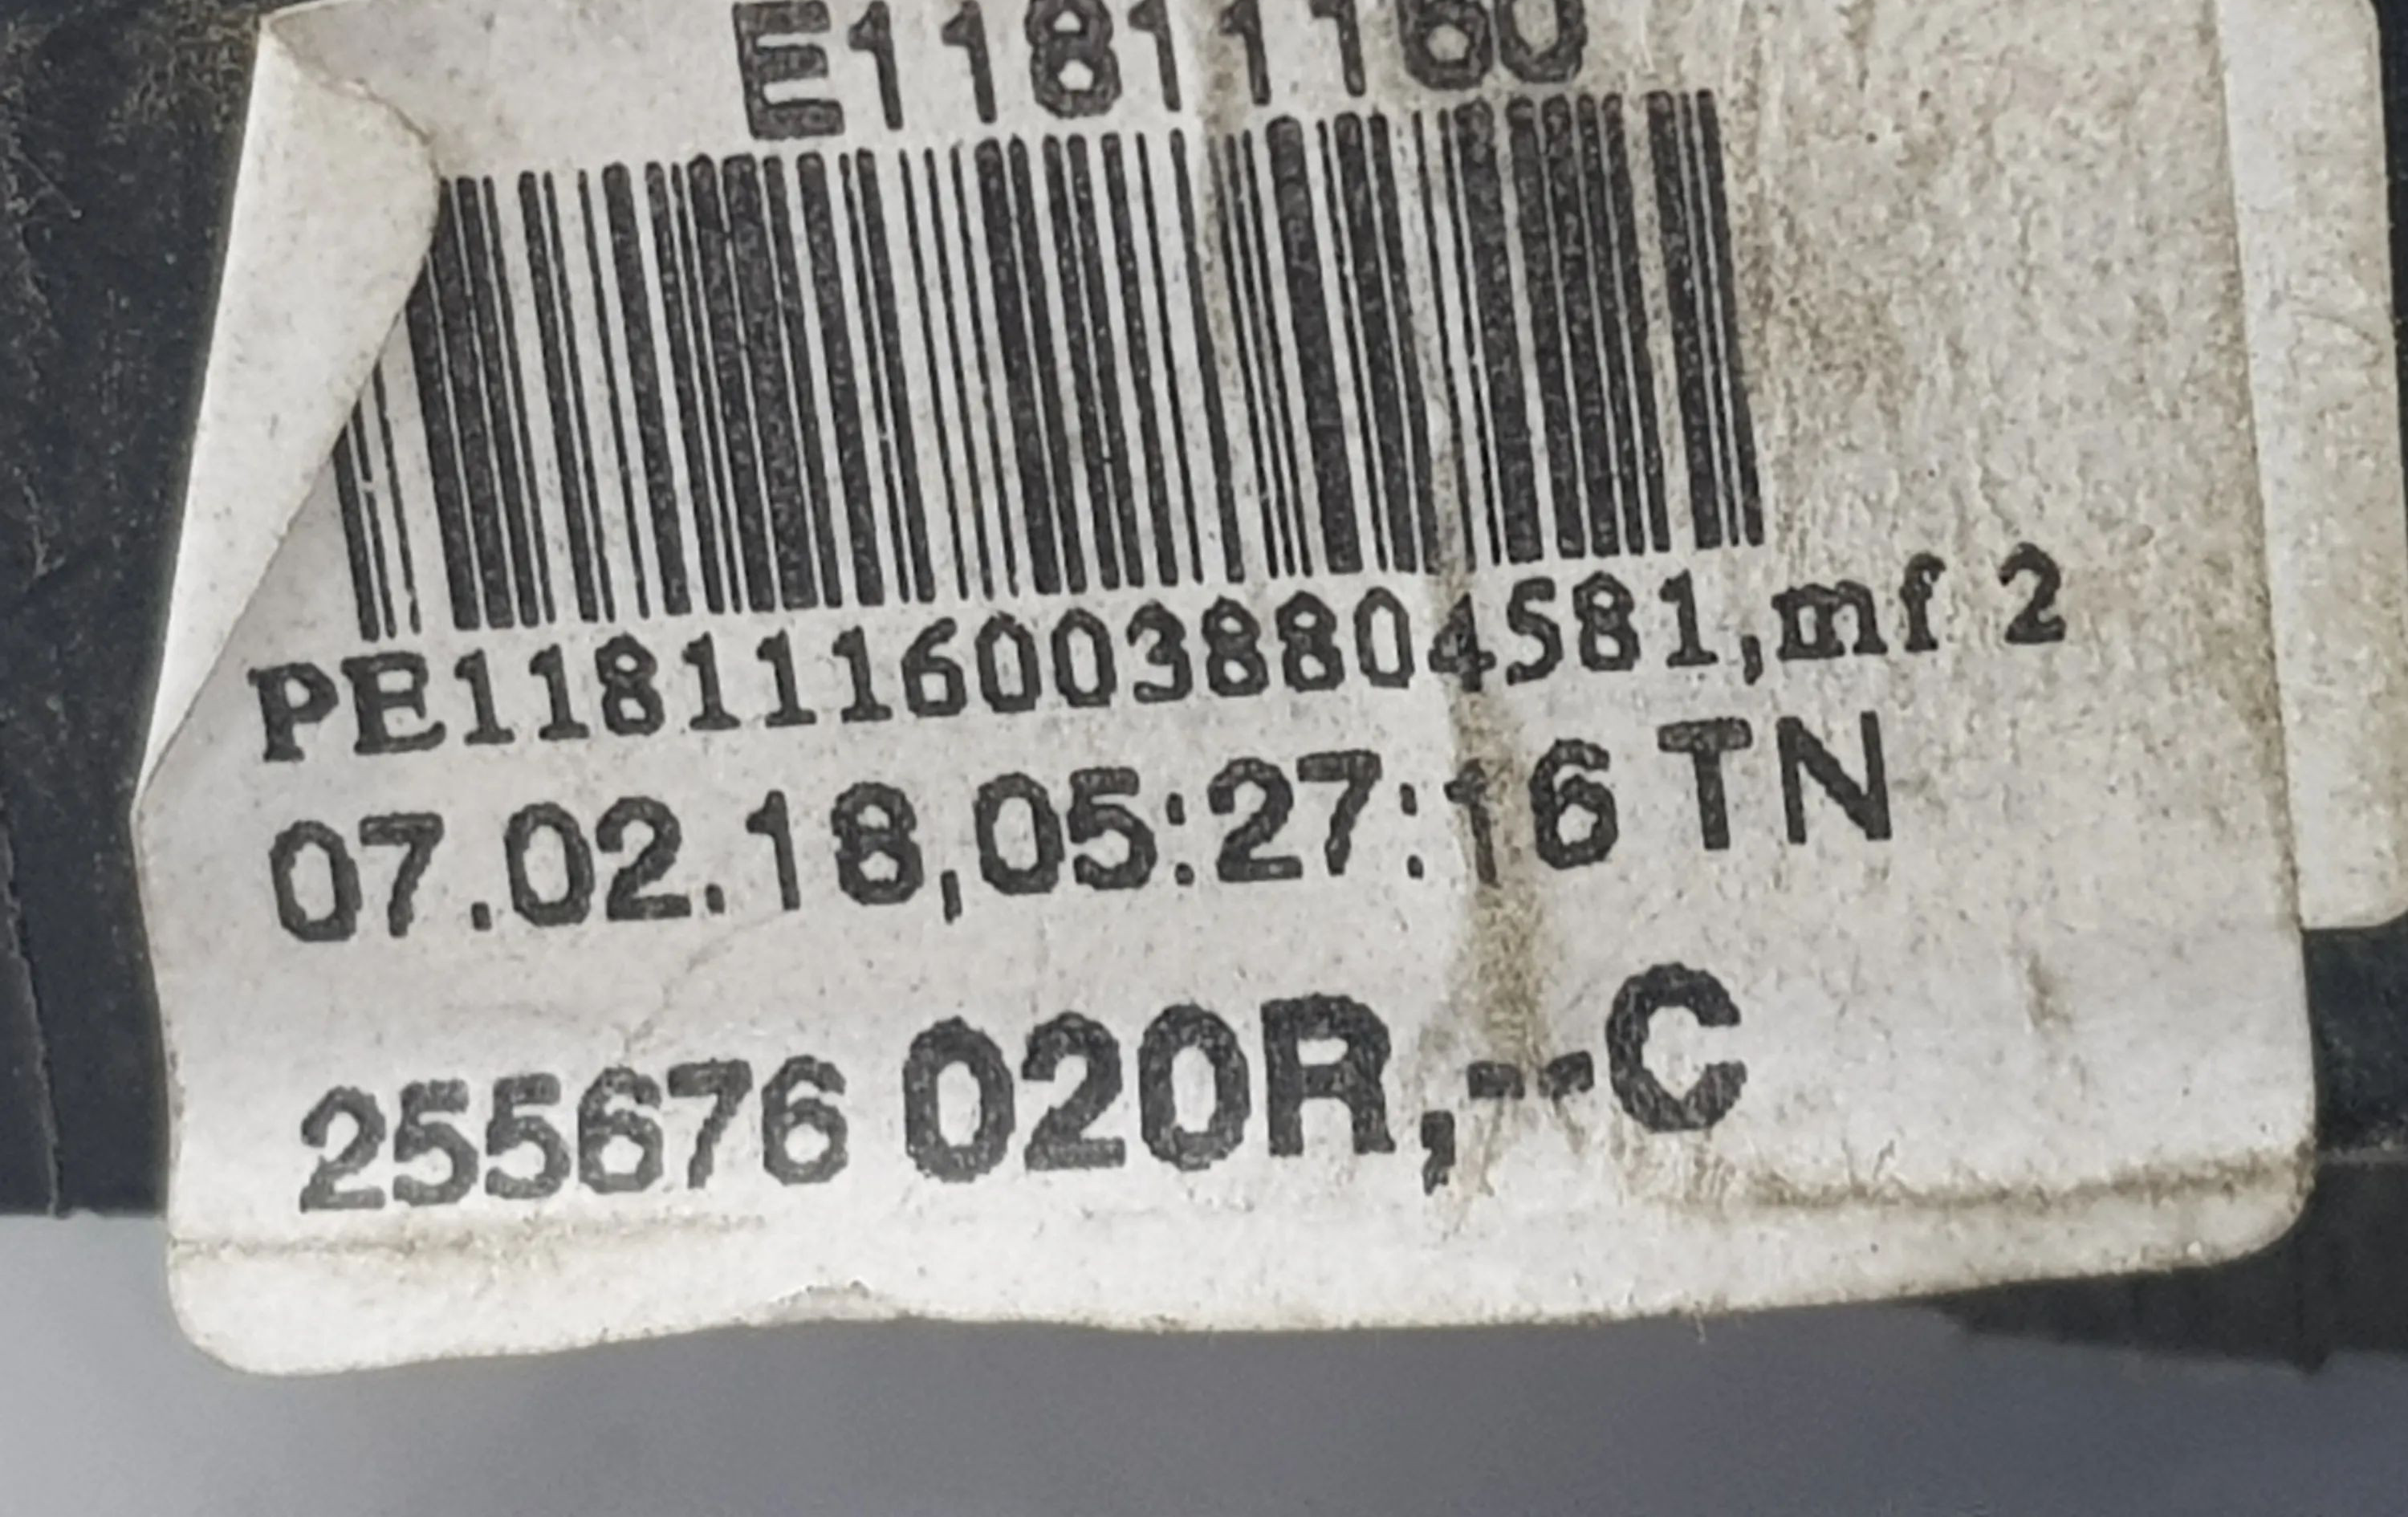 E11811160
PE11811160038804581,mf 2
07.02.18,05:27:16 TN
255676 020R,--C